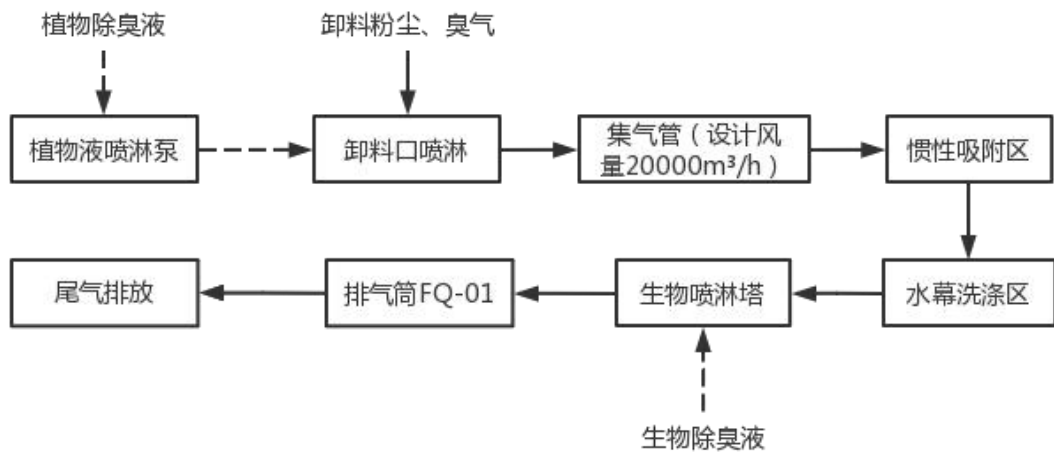 植物除臭液
卸料粉尘、臭气
植物液喷淋泵
卸料口喷淋
集气管（设计风
量20000m³/h）
惯性吸附区
尾气排放
排气筒FQ-01
生物喷淋塔
水幕洗涤区
生物除臭液